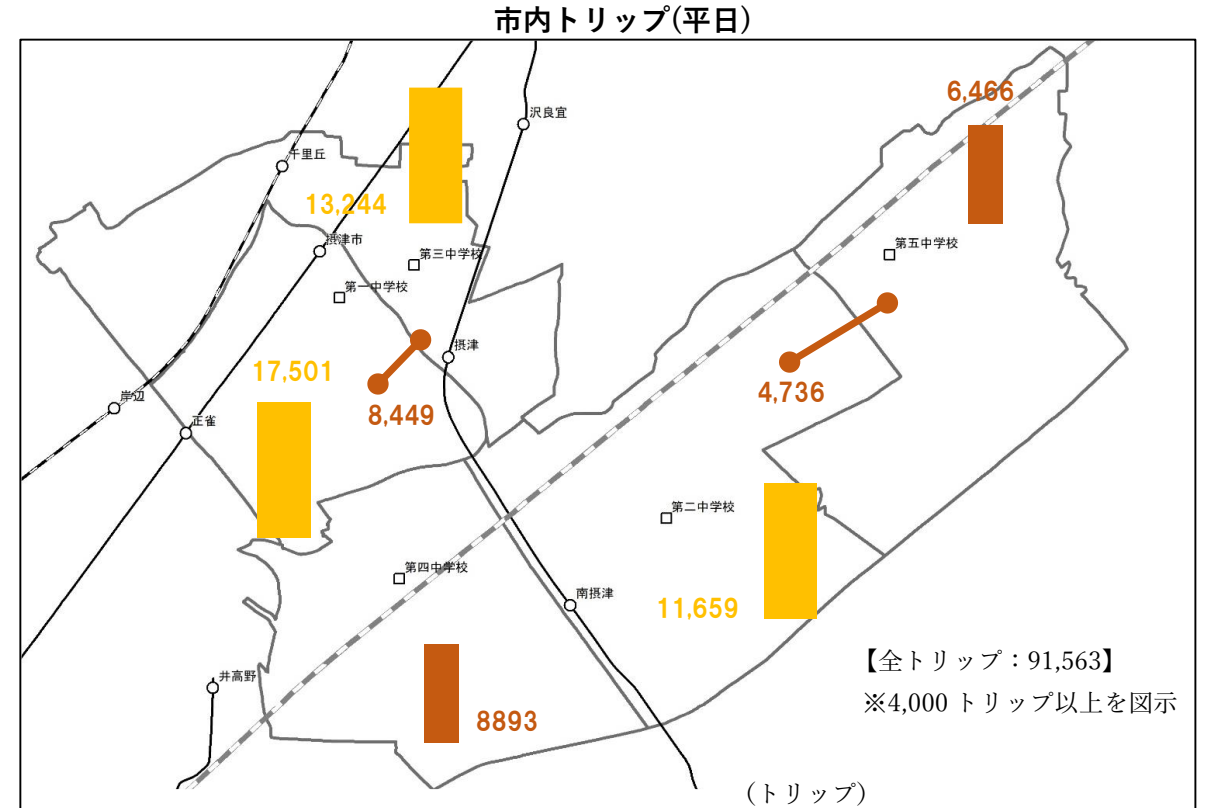 市内トリップ(平日)
6,466
沢良宜
千里丘
13,244
摂津市
第三中学校
第五中学校
第一中学校
摂津
17,501
4,736
岸辺
8,449
正雀
第二中学校
第四中学校
南摂津
11,659
【全トリップ：91,563】
井高野
※4,000 トリップ以上を図示
8893
(トリップ)